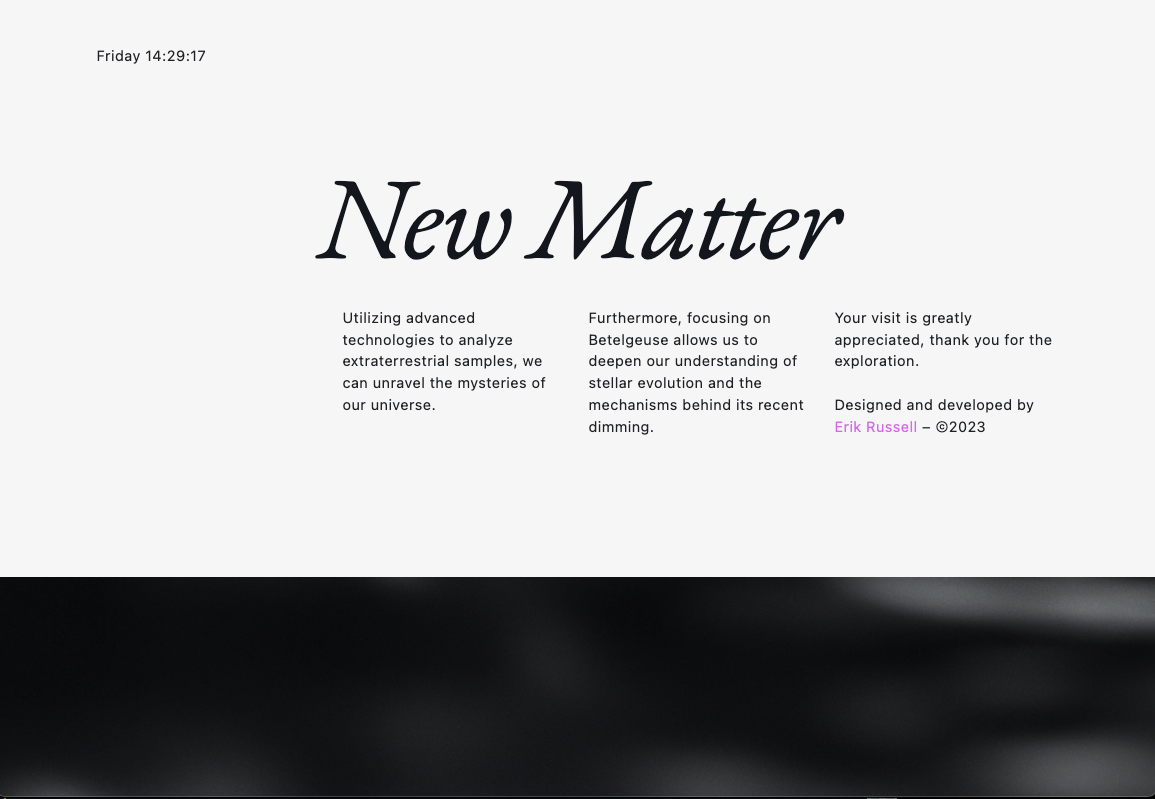 Friday 14:29:17
New Matter
Utilizing advanced
technologies to analyze
extraterrestrial samples, we
can unravel the mysteries of
our universe.
Furthermore, focusing on
Betelgeuse allows us to
deepen our understanding of
stellar evolution and the
mechanisms behind its recent
dimming.
Your visit is greatly
appreciated, thank you for the
exploration.
Designed and developed by
Erik Russell – ©2023